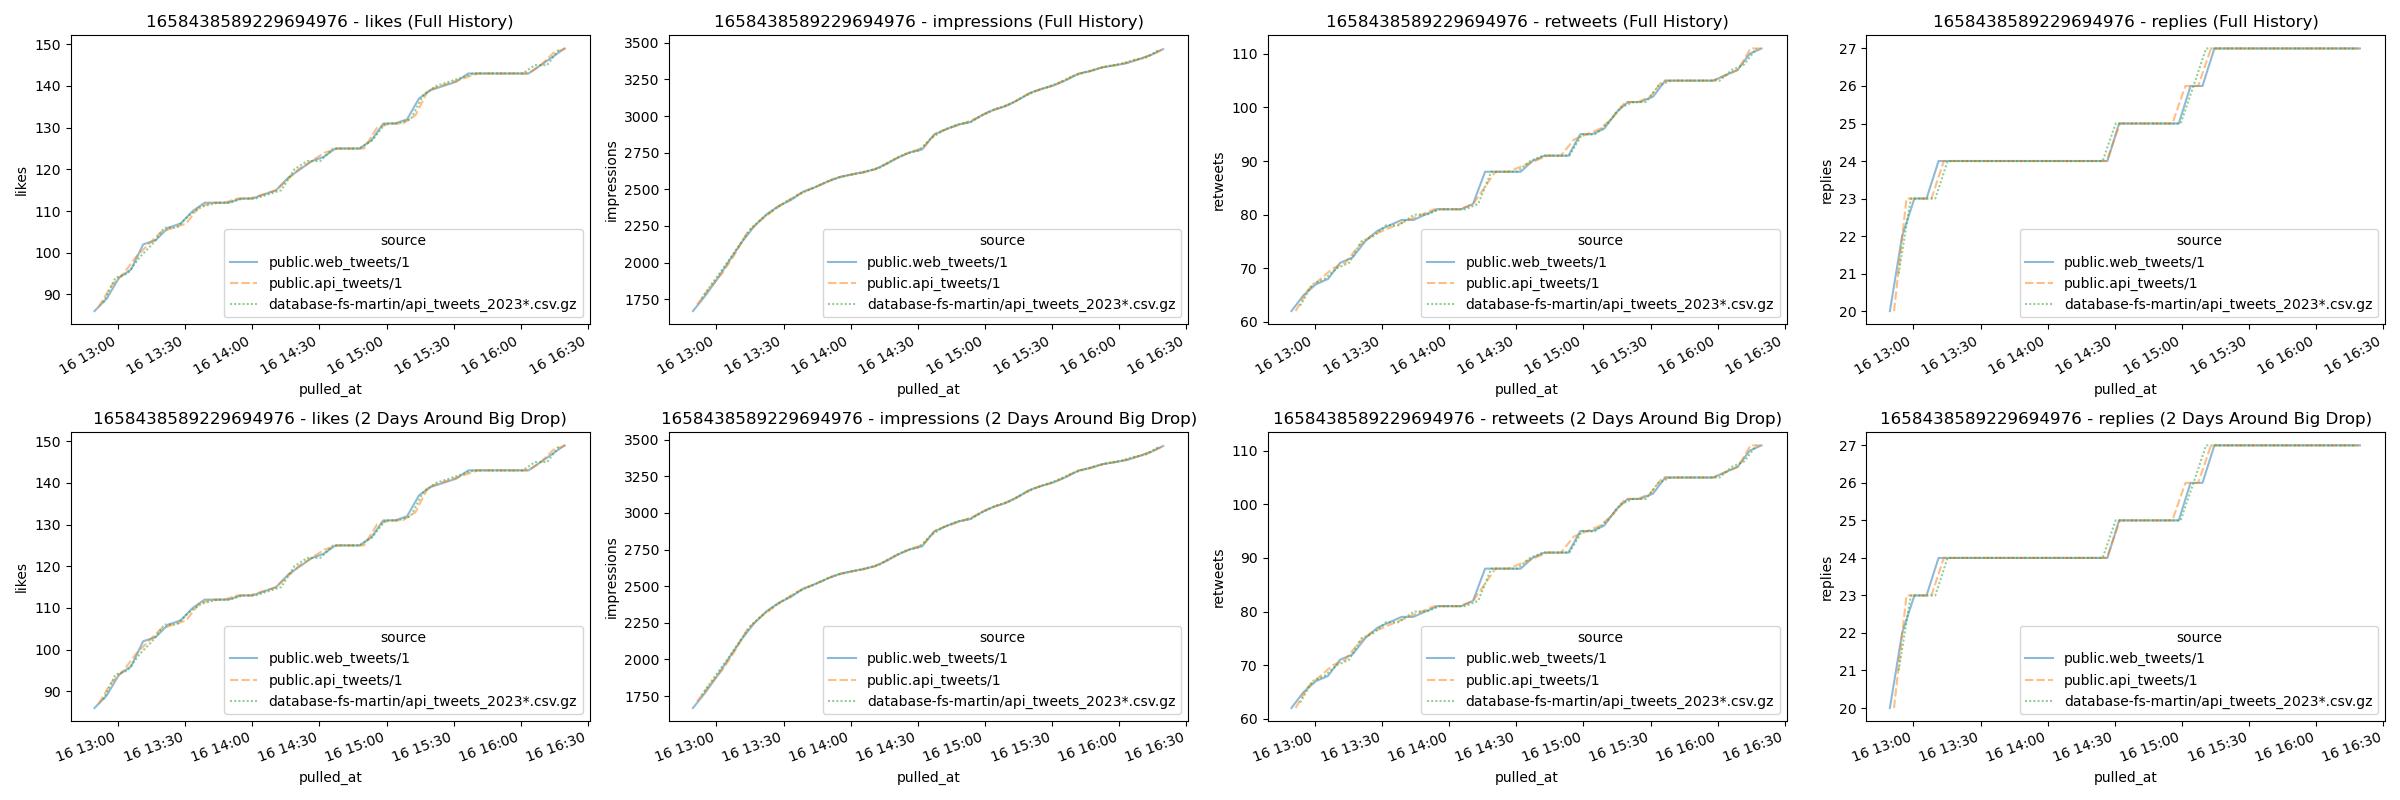 1658438589229694976 - likes (Full History)
150
140
130
120
110
100
90
likes
source
public.web_tweets/1
public.api_tweets/1
database-fs-martin/api_tweets_2023*.csv.gz
16 13:00
16 13:30
16 14:00
16 14:30
16 15:00
16 15:30
16 16:00
16 16:30
pulled_at
1658438589229694976 - impressions (Full History)
3500
3250
3000
2750
2500
2250
2000
1750
impressions
source
public.web_tweets/1
public.api_tweets/1
database-fs-martin/api_tweets_2023*.csv.gz
16 13:00
16 13:30
16 14:00
16 14:30
16 15:00
16 15:30
16 16:00
16 16:30
pulled_at
1658438589229694976 - retweets (Full History)
110
100
90
80
70
60
retweets
source
public.web_tweets/1
public.api_tweets/1
database-fs-martin/api_tweets_2023*.csv.gz
16 13:00
16 13:30
16 14:00
16 14:30
16 15:00
16 15:30
16 16:00
16 16:30
pulled_at
1658438589229694976 - replies (Full History)
27
26
25
24
23
22
21
20
replies
source
public.web_tweets/1
public.api_tweets/1
database-fs-martin/api_tweets_2023*.csv.gz
16 13:00
16 13:30
16 14:00
16 14:30
16 15:00
16 15:30
16 16:00
16 16:30
pulled_at
1658438589229694976 - likes (2 Days Around Big Drop)
150
140
130
120
110
100
90
likes
source
public.web_tweets/1
public.api_tweets/1
database-fs-martin/api_tweets_2023*.csv.gz
16 13:00
16 13:30
16 14:00
16 14:30
16 15:00
16 15:30
16 16:00
16 16:30
pulled_at
1658438589229694976 - impressions (2 Days Around Big Drop)
3500
3250
3000
2750
2500
2250
2000
1750
impressions
source
public.web_tweets/1
public.api_tweets/1
database-fs-martin/api_tweets_2023*.csv.gz
16 13:00
16 13:30
16 14:00
16 14:30
16 15:00
16 15:30
16 16:00
16 16:30
pulled_at
1658438589229694976 - retweets (2 Days Around Big Drop)
110
100
90
80
70
60
retweets
source
public.web_tweets/1
public.api_tweets/1
database-fs-martin/api_tweets_2023*.csv.gz
16 13:00
16 13:30
16 14:00
16 14:30
16 15:00
16 15:30
16 16:00
16 16:30
pulled_at
1658438589229694976 - replies (2 Days Around Big Drop)
27
26
25
24
23
22
21
20
replies
source
public.web_tweets/1
public.api_tweets/1
database-fs-martin/api_tweets_2023*.csv.gz
16 13:00
16 13:30
16 14:00
16 14:30
16 15:00
16 15:30
16 16:00
16 16:30
pulled_at